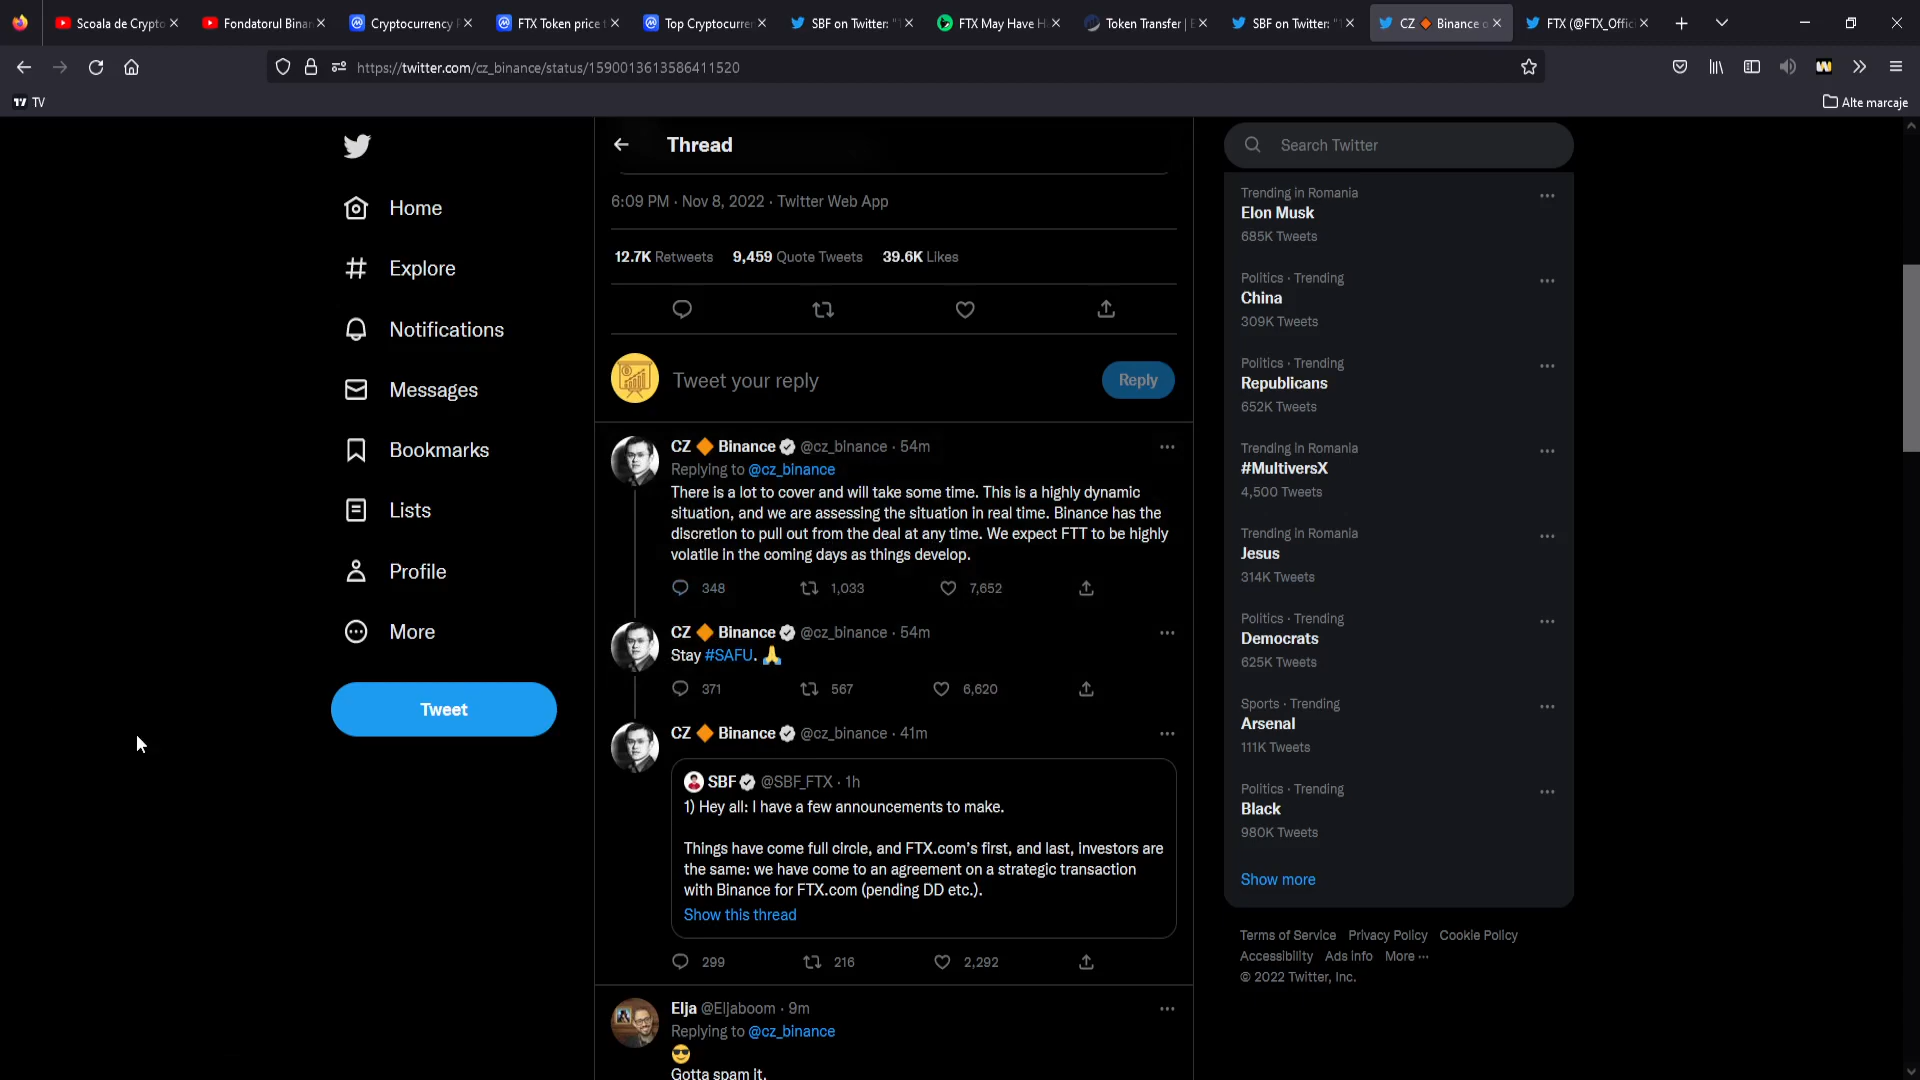 Scoala de Crypto
Fondatorul Binan
Cryptocurrency P
FTX Token price t
Top Cryptocurren
SBF on Twitter: "1
FTX May Have H
Token Transfer | E
SBF on Twitter: "1
CZ 🔶 Binance o
FTX (@FTX_Offic
https://twitter.com/cz_binance/status/1590013613586411520
TV
Alte marcaje
Home
Explore
Notifications
Messages
Bookmarks
Lists
Profile
More
Tweet
Thread
6:09 PM · Nov 8, 2022 · Twitter Web App
12.7K Retweets 9,459 Quote Tweets 39.6K Likes
Tweet your reply
Reply
CZ 🔶 Binance @cz_binance · 54m
Replying to @cz_binance
There is a lot to cover and will take some time. This is a highly dynamic
situation, and we are assessing the situation in real time. Binance has the
discretion to pull out from the deal at any time. We expect FTT to be highly
volatile in the coming days as things develop.
348 1,033 7,652
CZ 🔶 Binance @cz_binance · 54m
Stay #SAFU. 🙏
371 567 6,620
CZ 🔶 Binance @cz_binance · 41m
SBF @SBF_FTX · 1h
1) Hey all: I have a few announcements to make.
Things have come full circle, and FTX.com’s first, and last, investors are
the same: we have come to an agreement on a strategic transaction
with Binance for FTX.com (pending DD etc.).
Show this thread
299 216 2,292
Elja @Eljaboom · 9m
Replying to @cz_binance
😎
Gotta spam it.
Search Twitter
Trending in Romania
Elon Musk
685K Tweets
Politics · Trending
China
309K Tweets
Politics · Trending
Republicans
652K Tweets
Trending in Romania
#MultiversX
4,500 Tweets
Trending in Romania
Jesus
314K Tweets
Politics · Trending
Democrats
625K Tweets
Sports · Trending
Arsenal
111K Tweets
Politics · Trending
Black
980K Tweets
Show more
Terms of Service Privacy Policy Cookie Policy
Accessibility Ads info More ···
© 2022 Twitter, Inc.